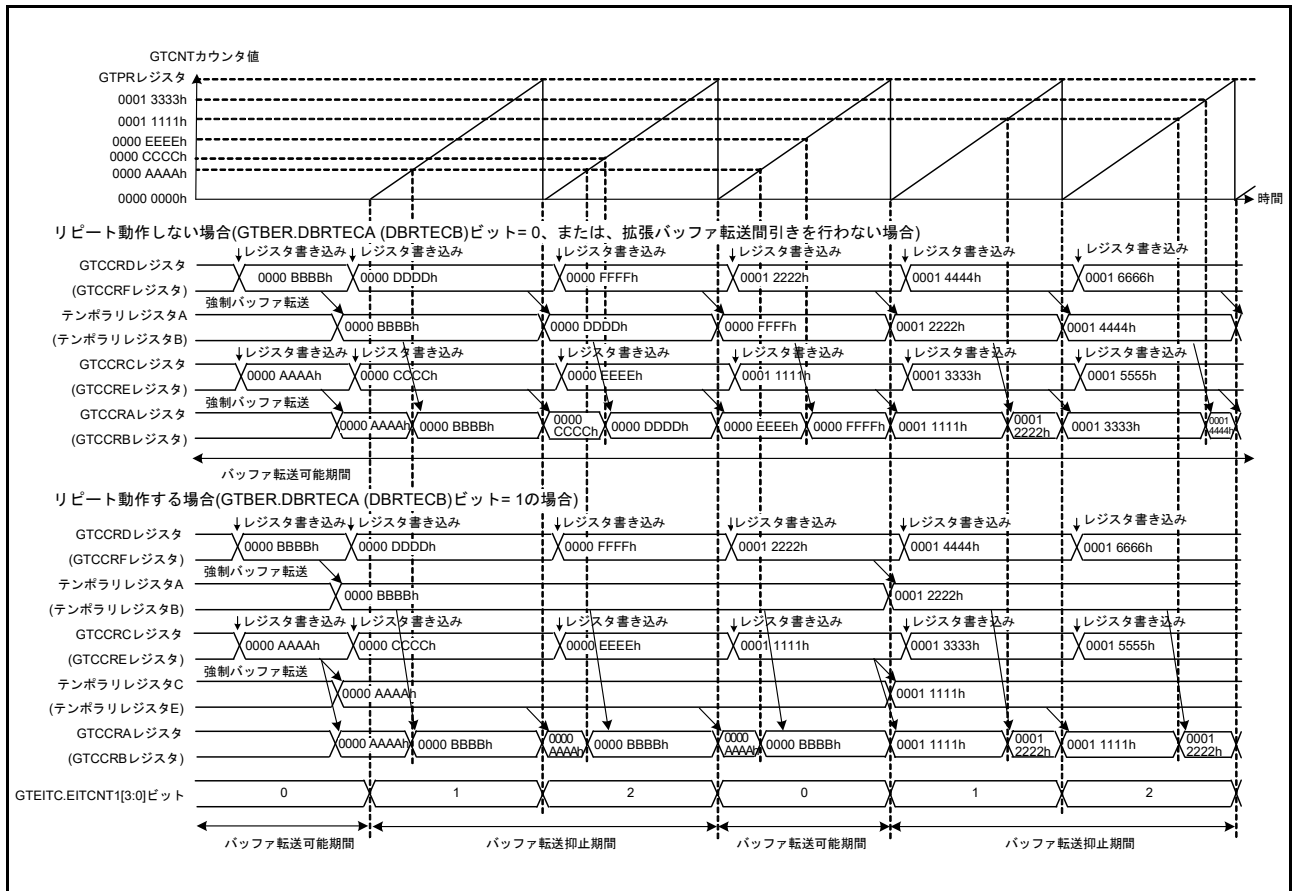 GTCNTカウンタ値
GTPRレジスタ
0001 3333h
0001 1111h
0000 EEEEh
0000 CCCCh
0000 AAAAh
0000 0000h
時間
リピート動作しない場合(GTBER.DBRTECA (DBRTECB)ビット= 0、または、拡張バッファ転送間引きを行わない場合)
レジスタ書き込み レジスタ書き込み レジスタ書き込み レジスタ書き込み レジスタ書き込み レジスタ書き込み
GTCCRDレジスタ
(GTCCRFレジスタ)
0000 BBBBh 0000 DDDDh 0000 FFFFh 0001 2222h 0001 4444h 0001 6666h
強制バッファ転送
テンポラリレジスタA
(テンポラリレジスタB)
0000 BBBBh 0000 DDDDh 0000 FFFFh 0001 2222h 0001 4444h
レジスタ書き込み レジスタ書き込み レジスタ書き込み レジスタ書き込み レジスタ書き込み レジスタ書き込み
GTCCRCレジスタ
(GTCCREレジスタ)
0000 AAAAh 0000 CCCCh 0000 EEEEh 0001 1111h 0001 3333h 0001 5555h
強制バッファ転送
GTCCRAレジスタ
(GTCCRBレジスタ)
0000 AAAAh 0000 BBBBh 0000 CCCCh 0000 DDDDh 0000 EEEEh 0000 FFFFh 0001 1111h 0001 2222h 0001 3333h 0001 4444h
バッファ転送可能期間
リピート動作する場合(GTBER.DBRTECA (DBRTECB)ビット= 1の場合)
レジスタ書き込み レジスタ書き込み レジスタ書き込み レジスタ書き込み レジスタ書き込み レジスタ書き込み
GTCCRDレジスタ
(GTCCRFレジスタ)
0000 BBBBh 0000 DDDDh 0000 FFFFh 0001 2222h 0001 4444h 0001 6666h
強制バッファ転送
テンポラリレジスタA
(テンポラリレジスタB)
0000 BBBBh 0001 2222h
レジスタ書き込み レジスタ書き込み レジスタ書き込み レジスタ書き込み レジスタ書き込み レジスタ書き込み
GTCCRCレジスタ
(GTCCREレジスタ)
0000 AAAAh 0000 CCCCh 0000 EEEEh 0001 1111h 0001 3333h 0001 5555h
強制バッファ転送
テンポラリレジスタC
(テンポラリレジスタE)
0000 AAAAh 0001 1111h
GTCCRAレジスタ
(GTCCRBレジスタ)
0000 AAAAh 0000 BBBBh 0000 AAAAh 0000 BBBBh 0000 AAAAh 0000 BBBBh 0001 1111h 0001 2222h 0001 1111h 0001 2222h
GTEITC.EITCNT1[3:0]ビット 0 1 2 0 1 2
バッファ転送可能期間 バッファ転送抑止期間 バッファ転送可能期間 バッファ転送抑止期間